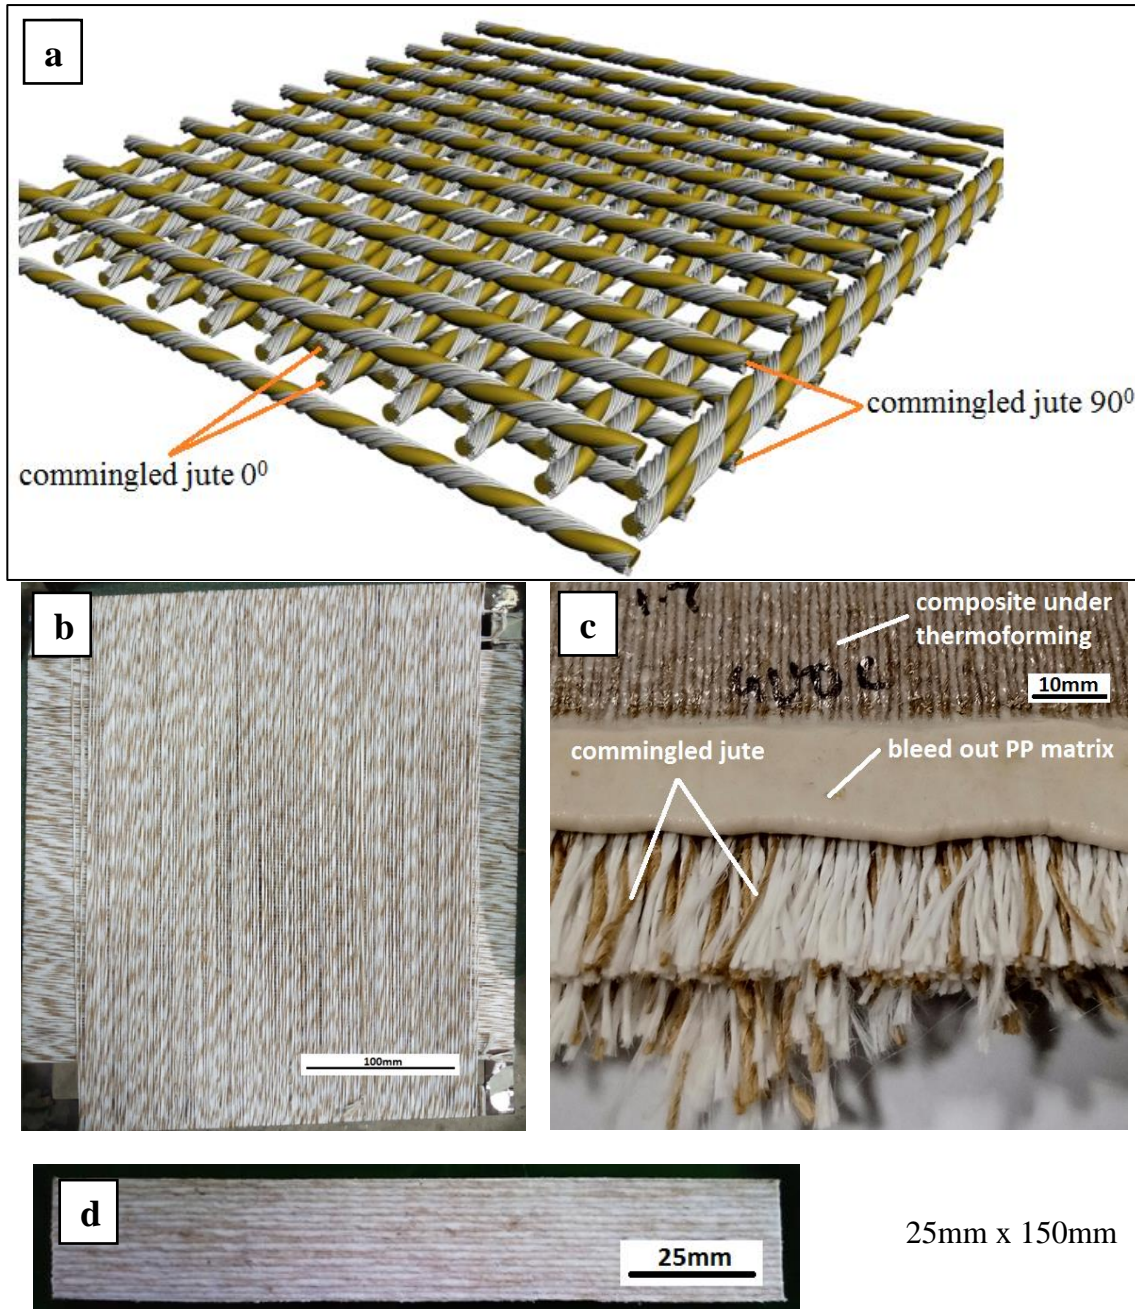 a
commingled jute 90⁰
commingled jute 0⁰
b
100mm
c
composite under
thermoforming
10mm
commingled jute
bleed out PP matrix
d
25mm
25mm x 150mm